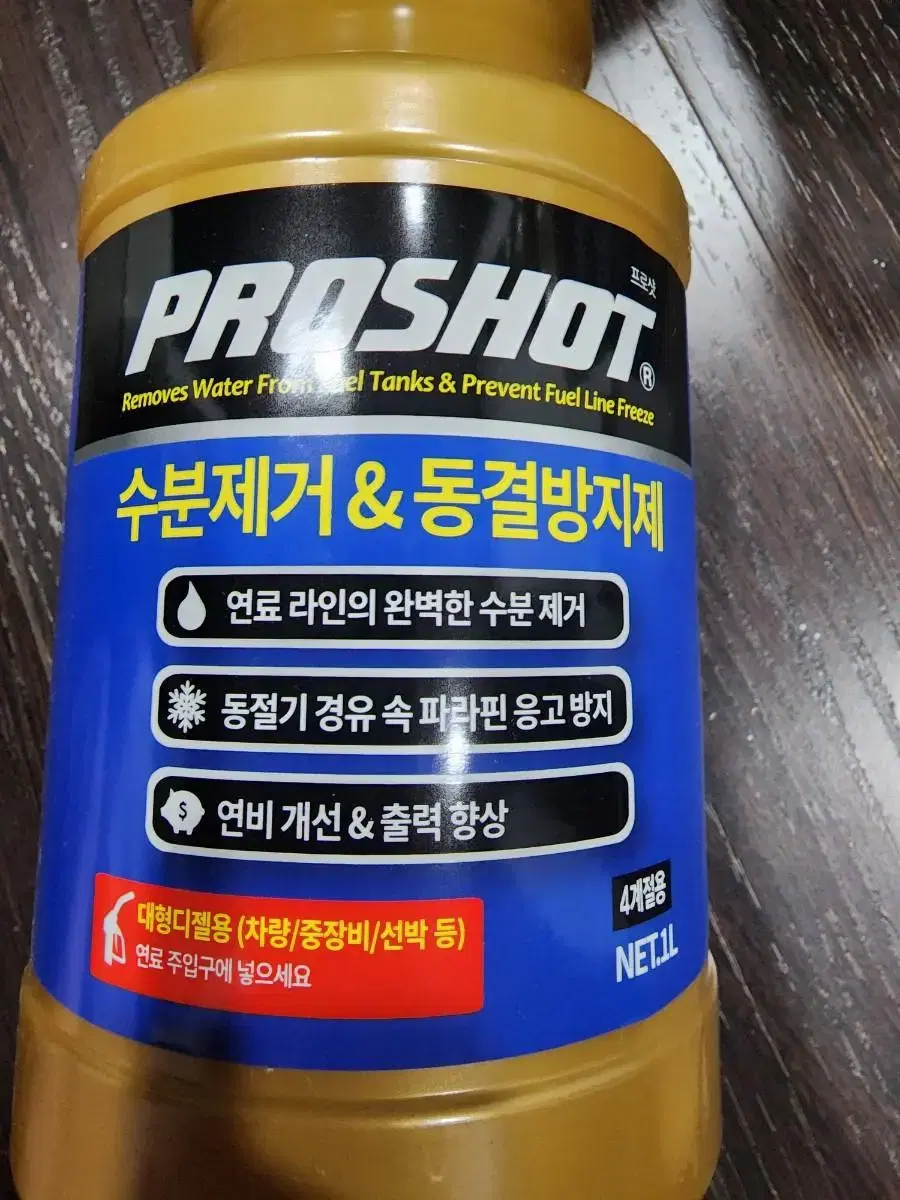 프로샷
PROSHOT®
Removes Water From Fuel Tanks & Prevent Fuel Line Freeze
수분제거 & 동결방지제
연료 라인의 완벽한 수분 제거
동절기 경유 속 파라핀 응고 방지
$
연비 개선 & 출력 향상
4계절용
대형디젤용 (차량/중장비/선박 등)
연료 주입구에 넣으세요
NET.1L